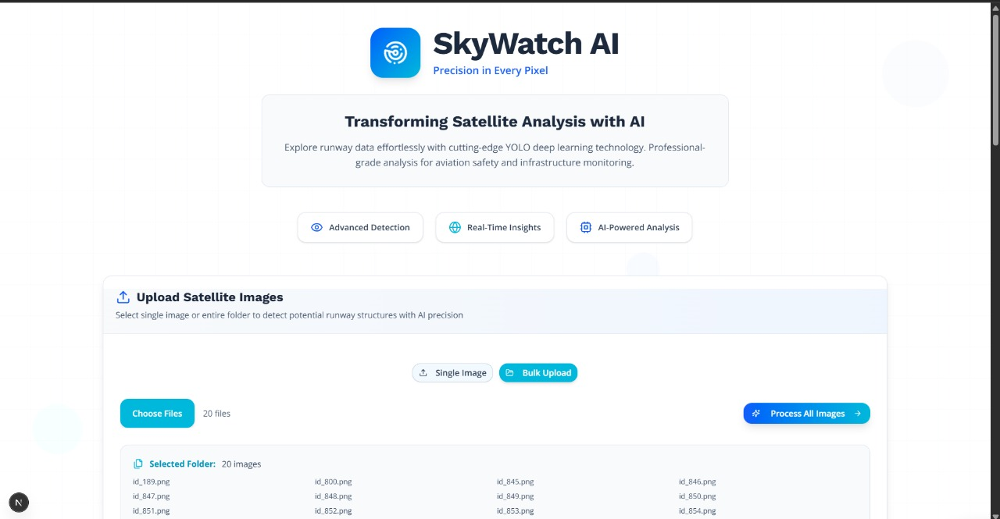 SkyWatch AI
Precision in Every Pixel
Transforming Satellite Analysis with AI
Explore runway data effortlessly with cutting-edge YOLO deep learning technology. Professional-
grade analysis for aviation safety and infrastructure monitoring.
Advanced Detection Real-Time Insights AI-Powered Analysis
Upload Satellite Images
Select single image or entire folder to detect potential runway structures with AI precision
Single Image Bulk Upload
Choose Files 20 files Process All Images
Selected Folder: 20 images
id_189.png id_800.png id_845.png id_846.png
id_847.png id_848.png id_849.png id_850.png
id_851.png id_852.png id_853.png id_854.png
N